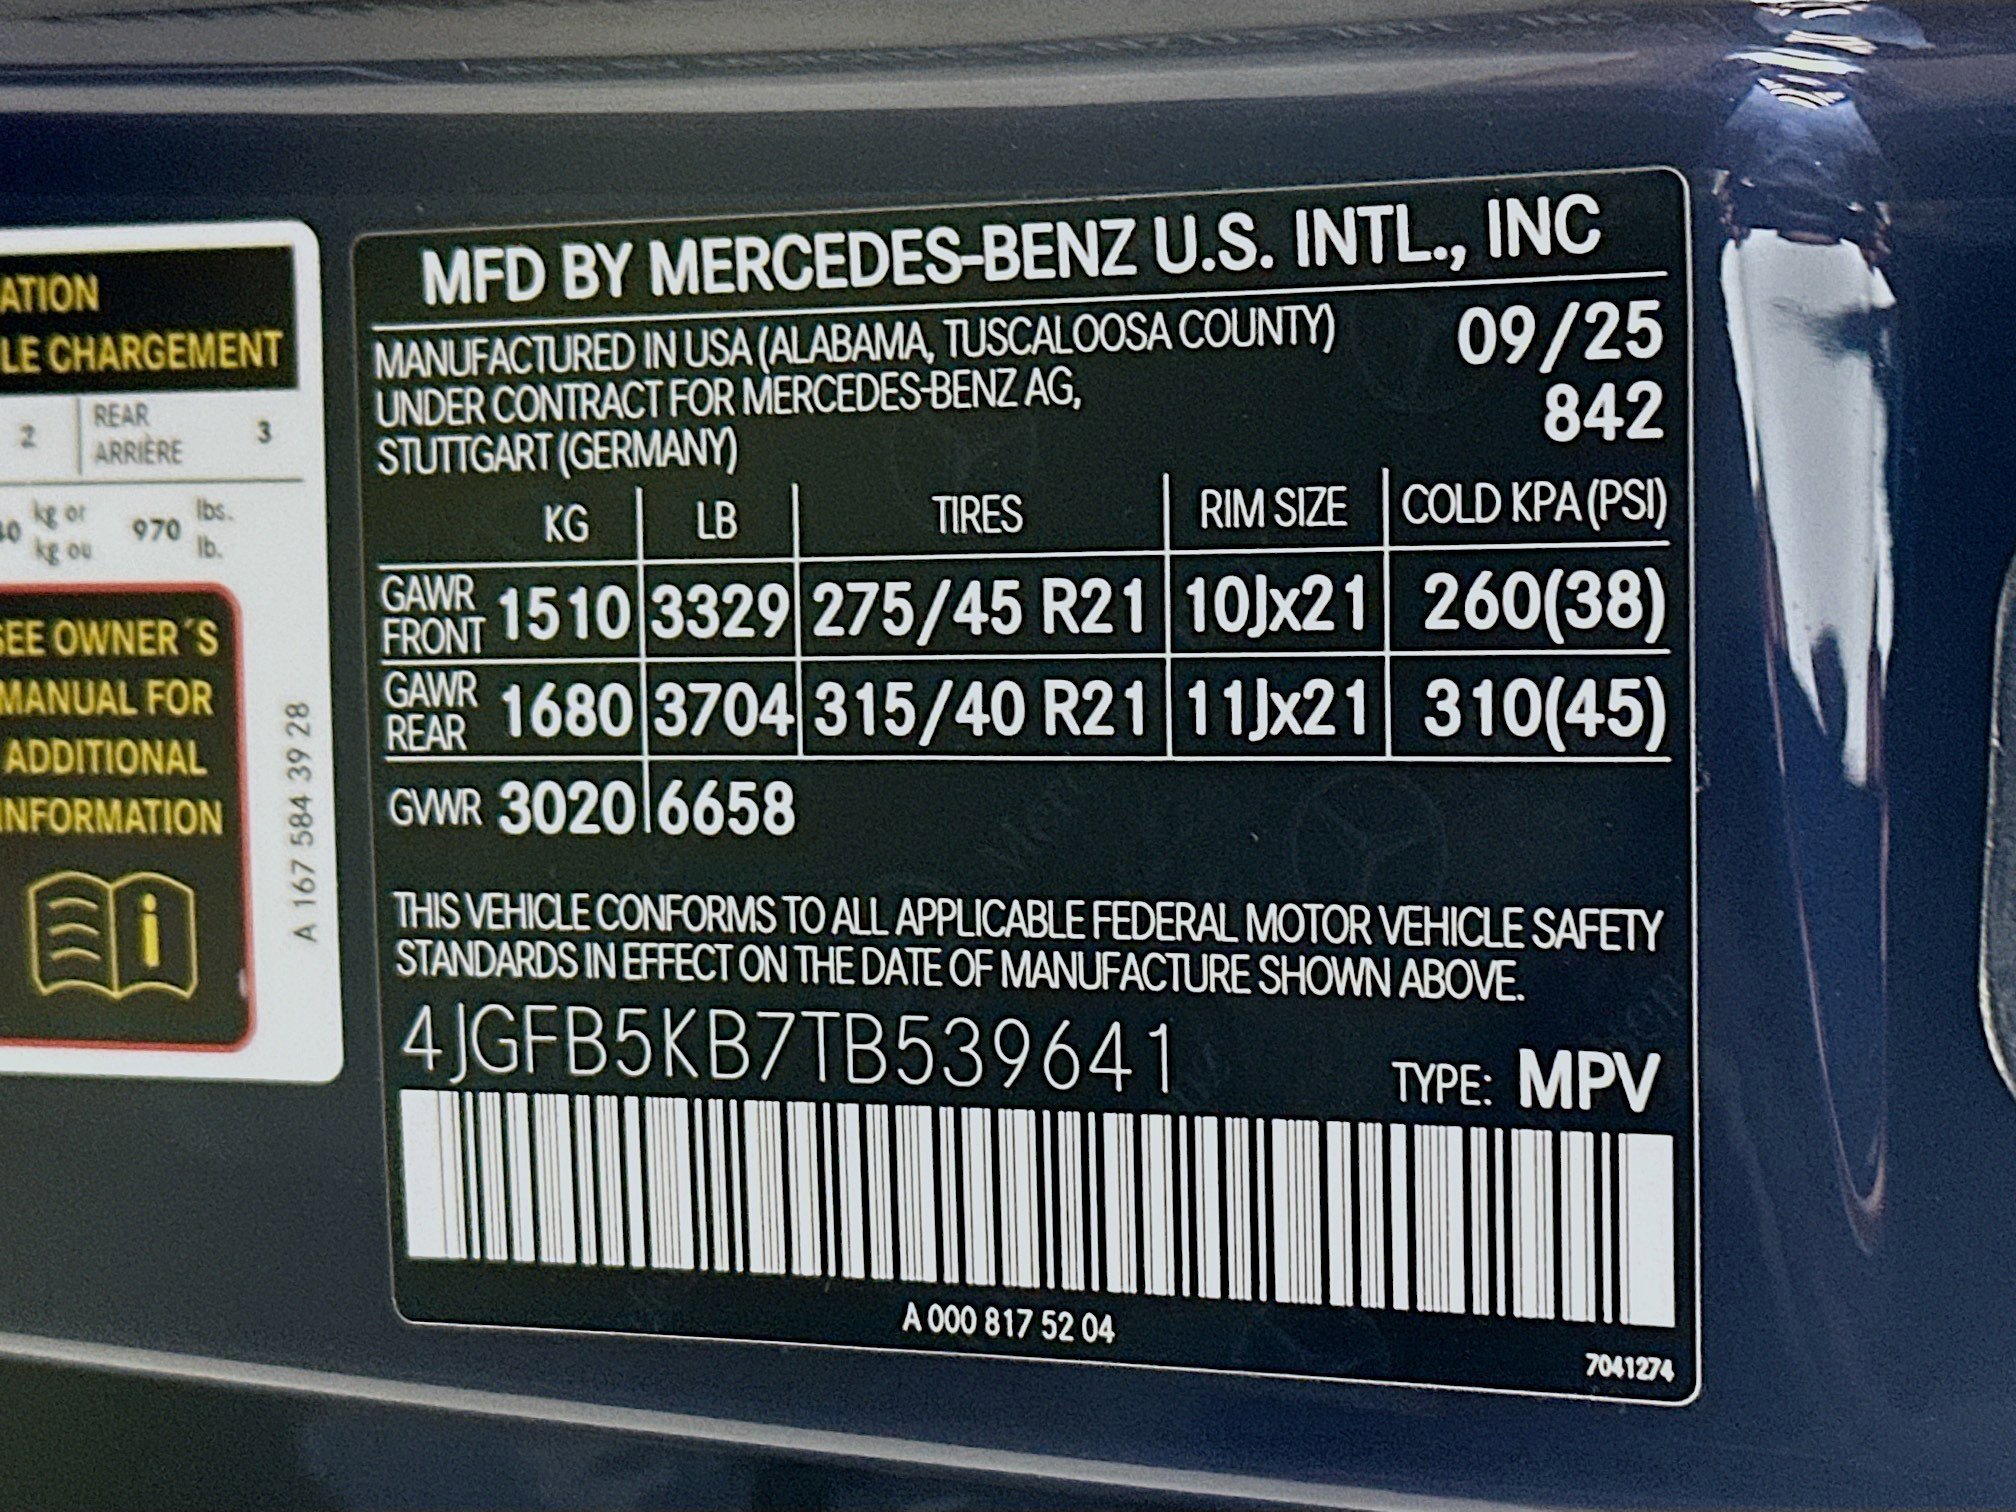 ATION
LE CHARGEMENT
2 REAR ARRIÈRE 3
kg or kg ou 970 lbs. lb.
SEE OWNER´S
MANUAL FOR
ADDITIONAL
INFORMATION
A 167 584 39 28
MFD BY MERCEDES-BENZ U.S. INTL., INC
MANUFACTURED IN USA (ALABAMA, TUSCALOOSA COUNTY) 09/25
UNDER CONTRACT FOR MERCEDES-BENZ AG, 842
STUTTGART (GERMANY)
KG LB TIRES RIM SIZE COLD KPA (PSI)
GAWR FRONT 1510 3329 275/45 R21 10Jx21 260(38)
GAWR REAR 1680 3704 315/40 R21 11Jx21 310(45)
GVWR 3020 6658
THIS VEHICLE CONFORMS TO ALL APPLICABLE FEDERAL MOTOR VEHICLE SAFETY
STANDARDS IN EFFECT ON THE DATE OF MANUFACTURE SHOWN ABOVE.
4JGFB5KB7TB539641
TYPE: MPV
A 000 817 52 04
7041274